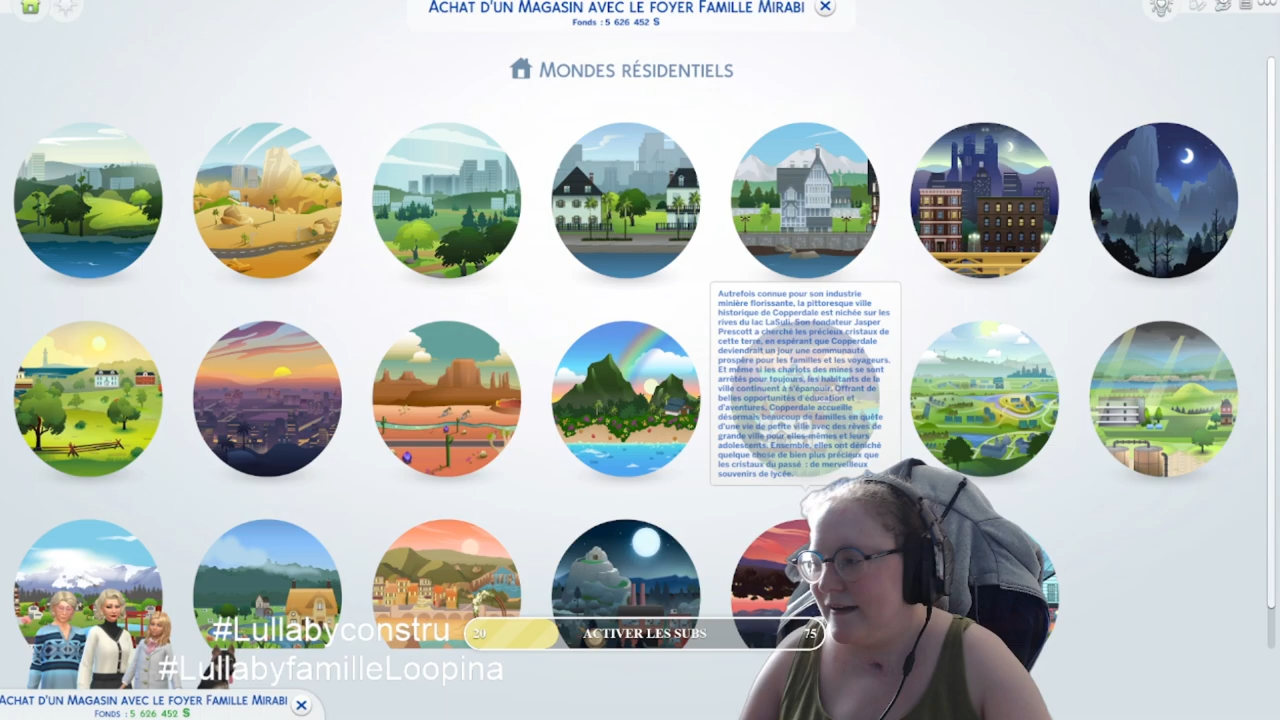 ACHAT D'UN MAGASIN AVEC LE FOYER FAMILLE MIRABI
FONDS : 5 626 452 $
MONDES RÉSIDENTIELS
Autrefois connue pour son industrie
minière florissante, la pittoresque ville
historique de Copperdale est nichée sur les
rives du lac LaSuli. Son fondateur Jasper
Prescott a cherché les précieux cristaux de
cette terre, en espérant que Copperdale
deviendrait un jour une communauté
prospère pour les familles et les voyageurs.
Et même si les chariots des mines se sont
arrêtés pour toujours, les habitants de la
ville continuent à s'épanouir. Offrant de
belles opportunités d'éducation et
d'aventures, Copperdale accueille
désormais beaucoup de familles en quête
d'une vie de petite ville avec des rêves de
grande ville pour elles-mêmes et leurs
adolescents. Ensemble, elles ont déniché
quelque chose de bien plus précieux que
les cristaux du passé : de merveilleux
souvenirs de lycée.
#Lullabyconstru
20 ACTIVER LES SUBS 75
#LullabyfamilleLoopina
ACHAT D'UN MAGASIN AVEC LE FOYER FAMILLE MIRABI
FONDS : 5 626 452 $